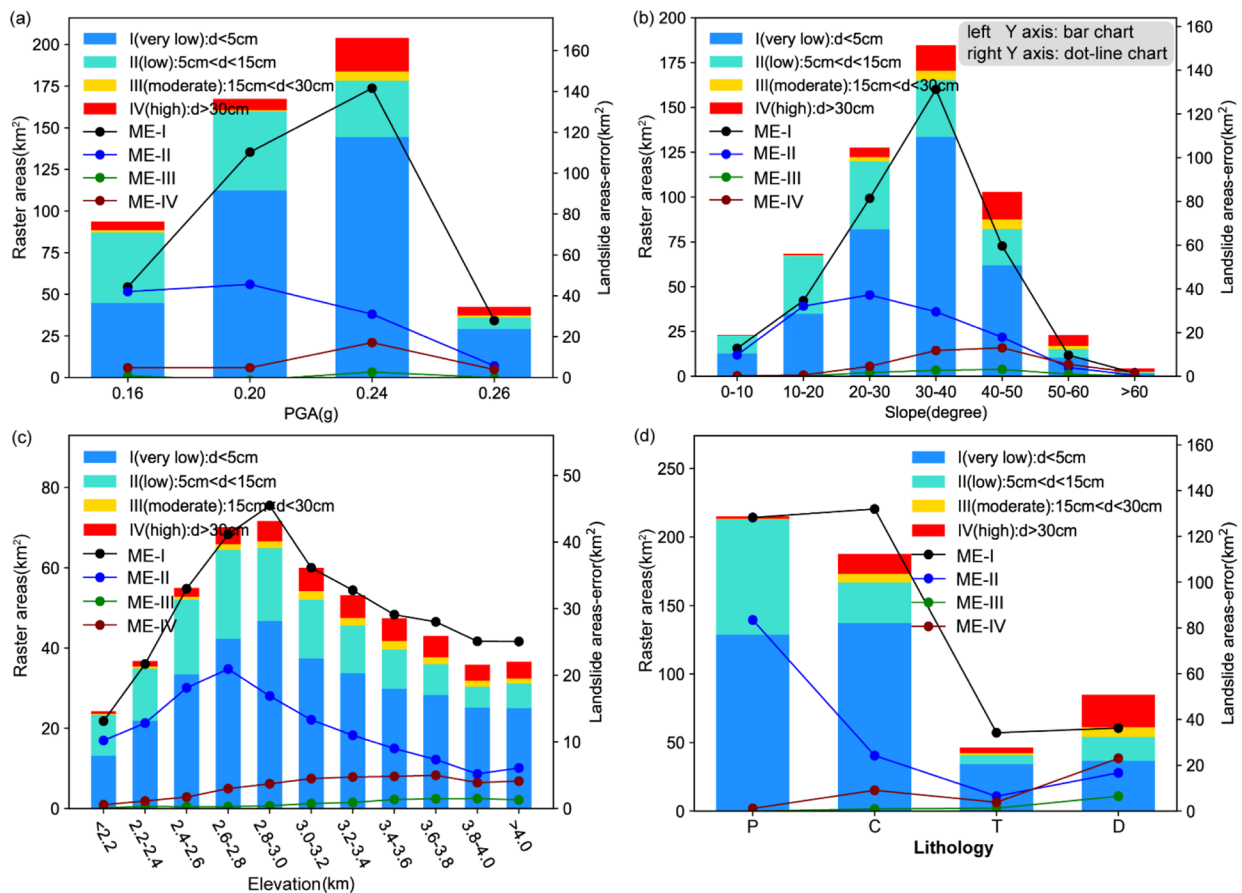 (a)
I(very low):d<5cm
II(low):5cm<d<15cm
III(moderate):15cm<d<30cm
IV(high):d>30cm
ME-I
ME-II
ME-III
ME-IV
Raster areas(km²)
200
175
150
125
100
75
50
25
0
Landslide areas-error(km²)
160
140
120
100
80
60
40
20
0
0.16 0.20 0.24 0.26
PGA(g)
(b)
left Y axis: bar chart
right Y axis: dot-line chart
I(very low):d<5cm
II(low):5cm<d<15cm
III(moderate):15cm<d<30cm
IV(high):d>30cm
ME-I
ME-II
ME-III
ME-IV
Raster areas(km²)
200
175
150
125
100
75
50
25
0
Landslide areas-error(km²)
160
140
120
100
80
60
40
20
0
0-10 10-20 20-30 30-40 40-50 50-60 >60
Slope(degree)
(c)
I(very low):d<5cm
II(low):5cm<d<15cm
III(moderate):15cm<d<30cm
IV(high):d>30cm
ME-I
ME-II
ME-III
ME-IV
Raster areas(km²)
80
60
40
20
0
Landslide areas-error(km²)
50
40
30
20
10
0
<2.2 2.2-2.4 2.4-2.6 2.6-2.8 2.8-3.0 3.0-3.2 3.2-3.4 3.4-3.6 3.6-3.8 3.8-4.0 >4.0
Elevation(km)
(d)
I(very low):d<5cm
II(low):5cm<d<15cm
III(moderate):15cm<d<30cm
IV(high):d>30cm
ME-I
ME-II
ME-III
ME-IV
Raster areas(km²)
250
200
150
100
50
0
Landslide areas-error(km²)
160
140
120
100
80
60
40
20
0
P C T D
Lithology